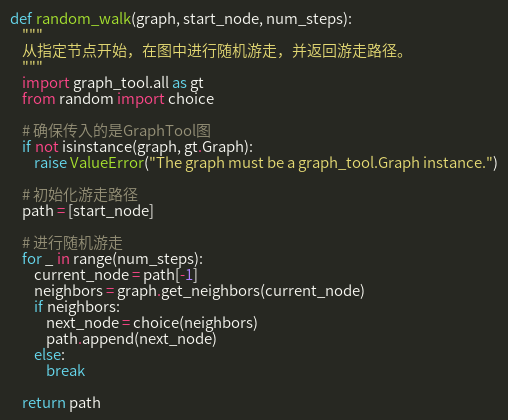 def random_walk(graph, start_node, num_steps):
    """
    从指定节点开始，在图中进行随机游走，并返回游走路径。
    """
    import graph_tool.all as gt
    from random import choice

    # 确保传入的是GraphTool图
    if not isinstance(graph, gt.Graph):
        raise ValueError("The graph must be a graph_tool.Graph instance.")

    # 初始化游走路径
    path = [start_node]

    # 进行随机游走
    for _ in range(num_steps):
        current_node = path[-1]
        neighbors = graph.get_neighbors(current_node)
        if neighbors:
            next_node = choice(neighbors)
            path.append(next_node)
        else:
            break

    return path